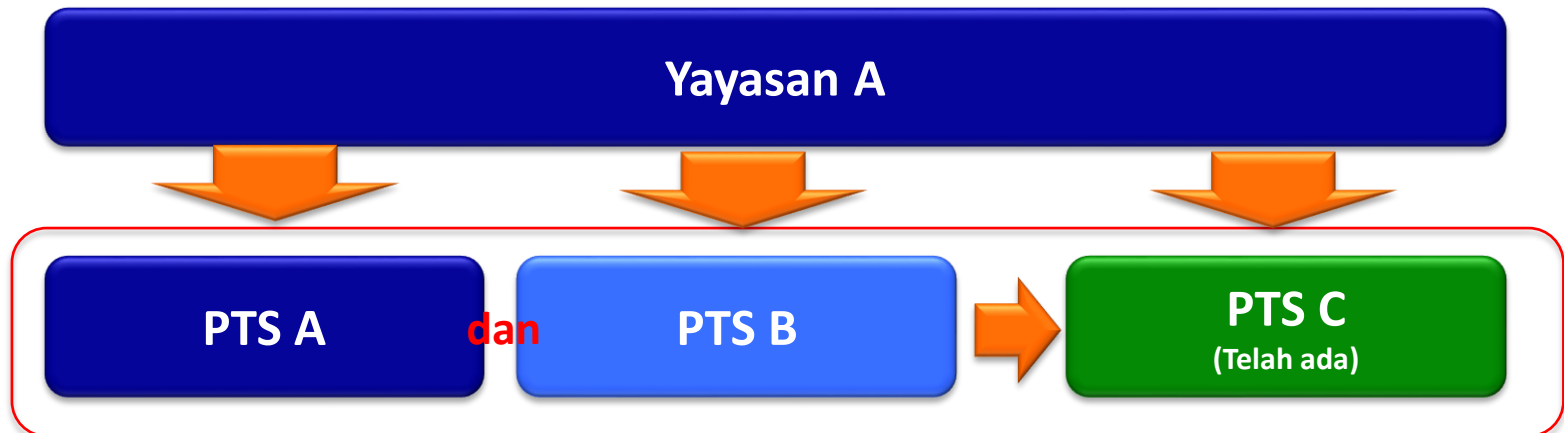 Yayasan A
PTS A
dan
PTS B
PTS C
(Telah ada)